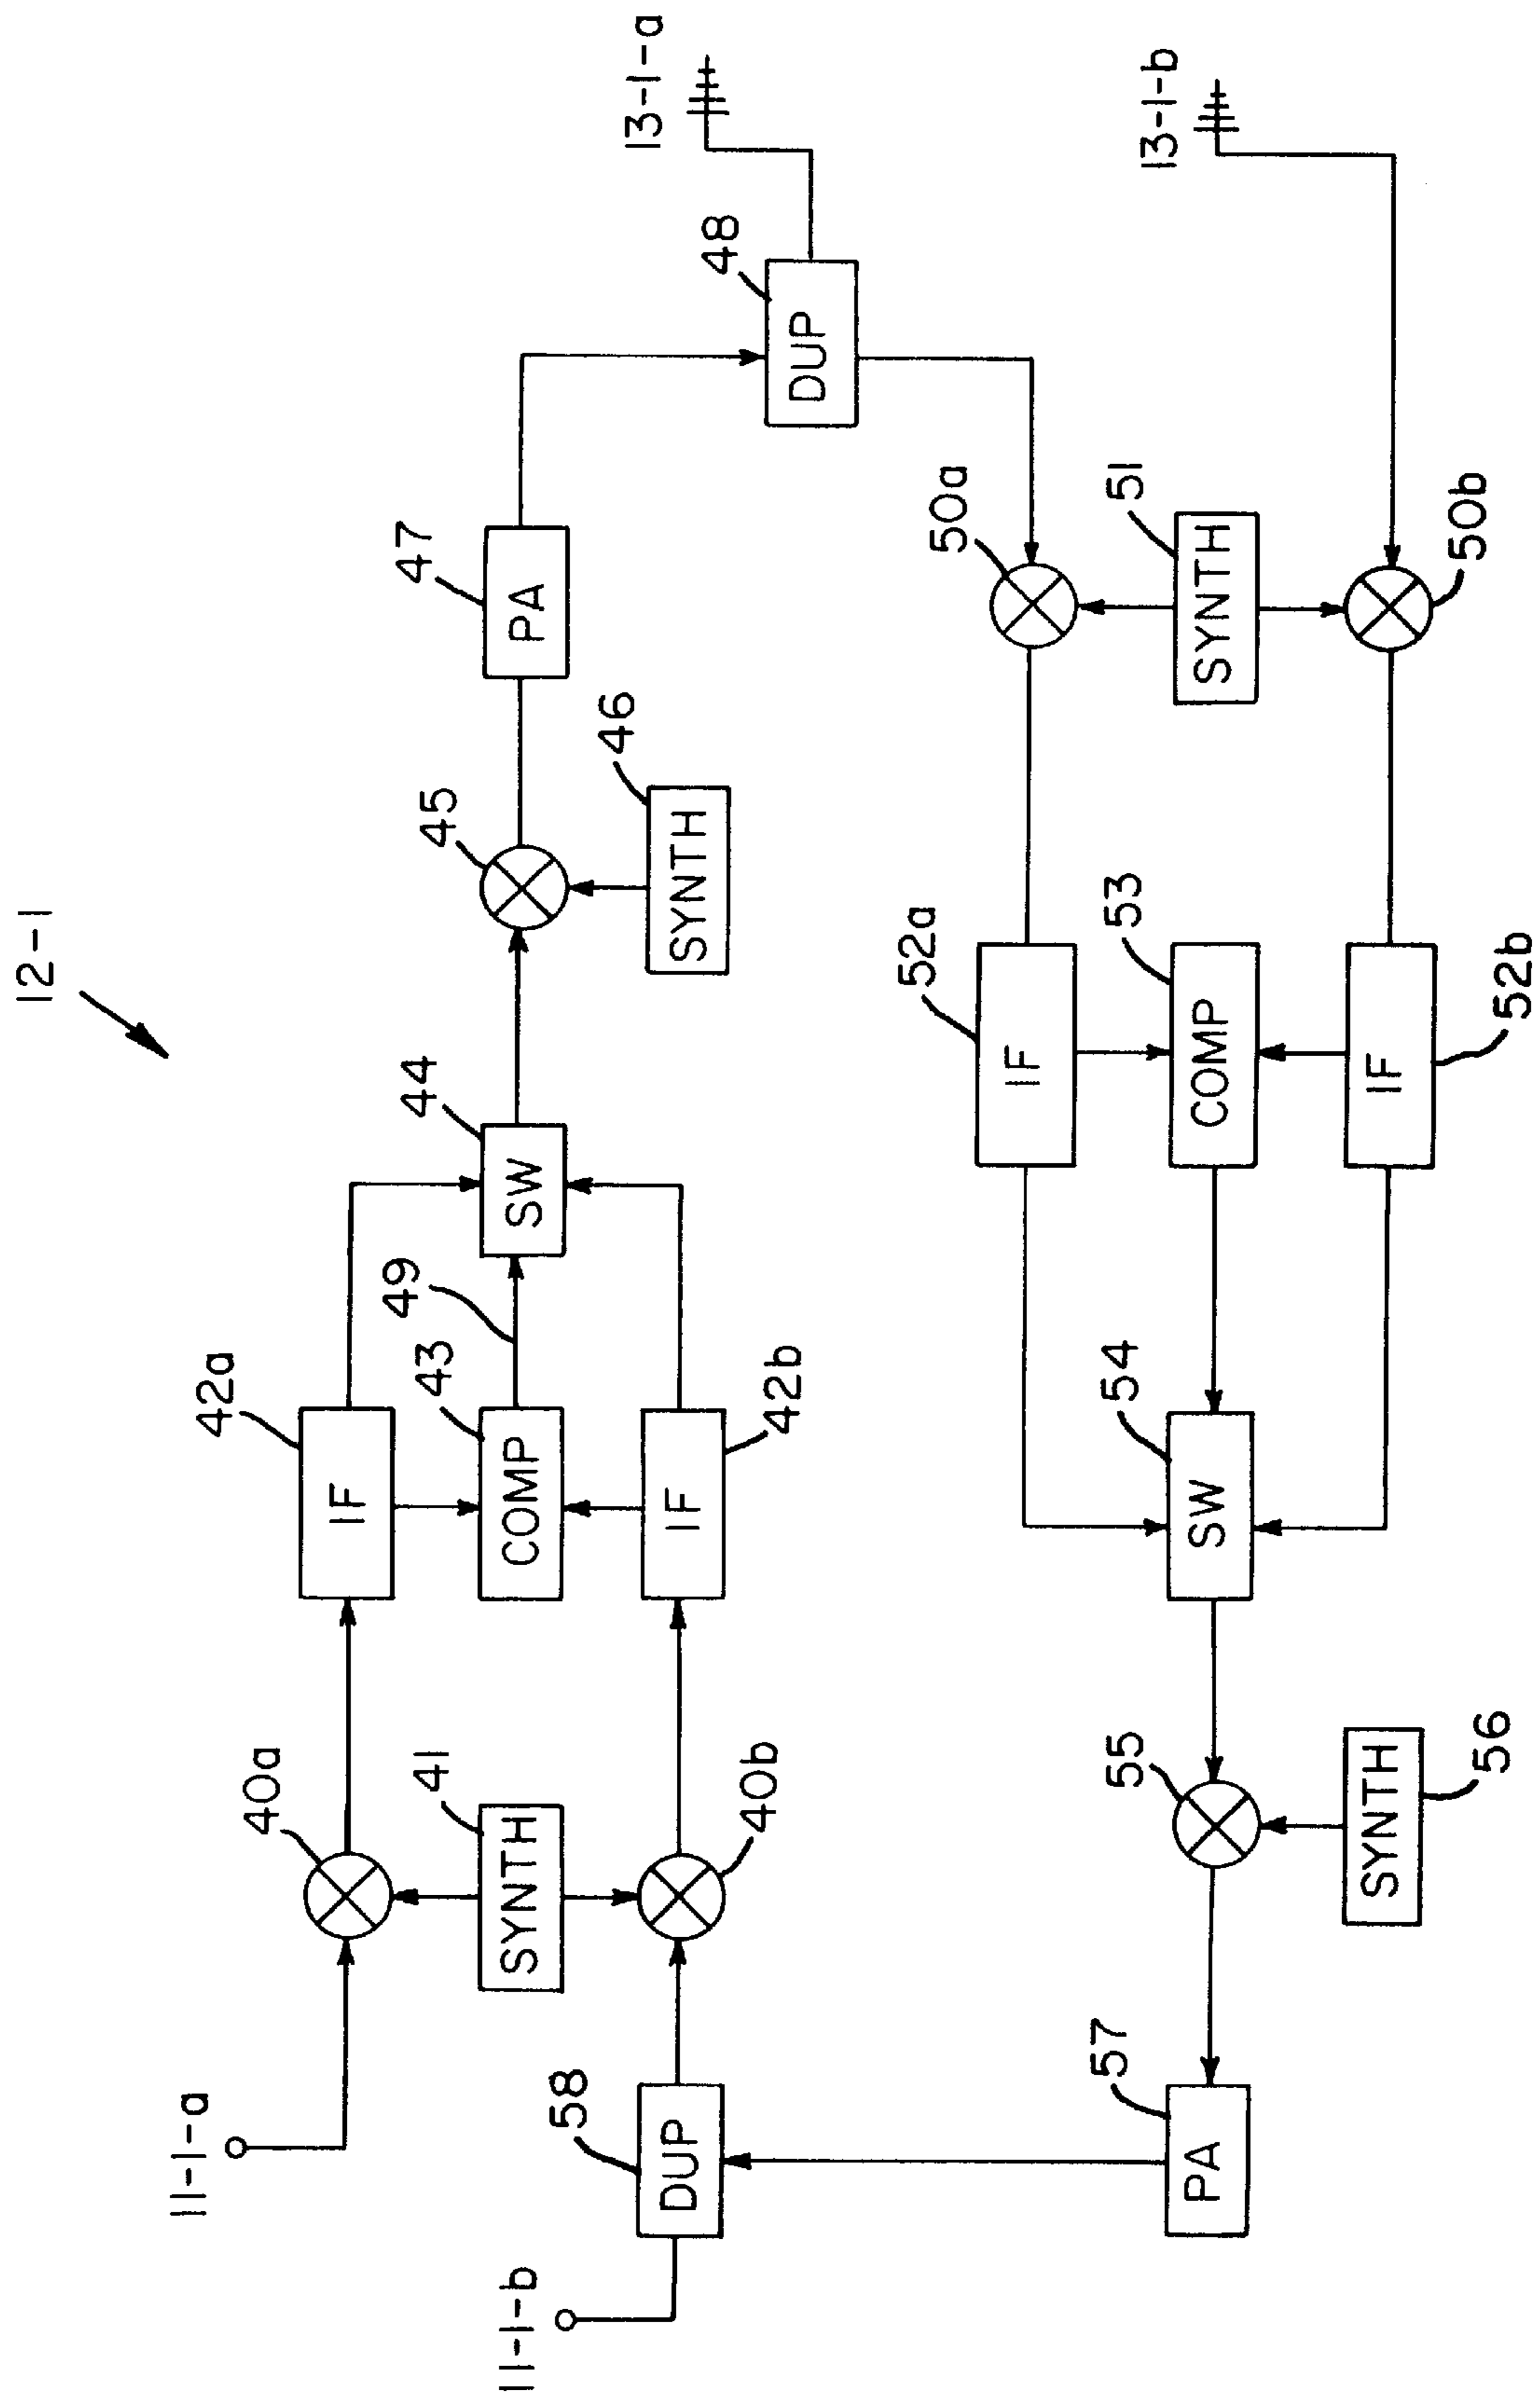 12-1
11-1-a
40a
42a
IF
IF
41
SYNTH
43
COMP
49
44
SW
45
47
PA
46
SYNTH
13-1-a
48
DUP
11-1-b
58
DUP
40b
42b
IF
50a
52a
IF
51
SYNTH
53
COMP
54
SW
13-1-b
50b
52b
55
56
SYNTH
57
PA